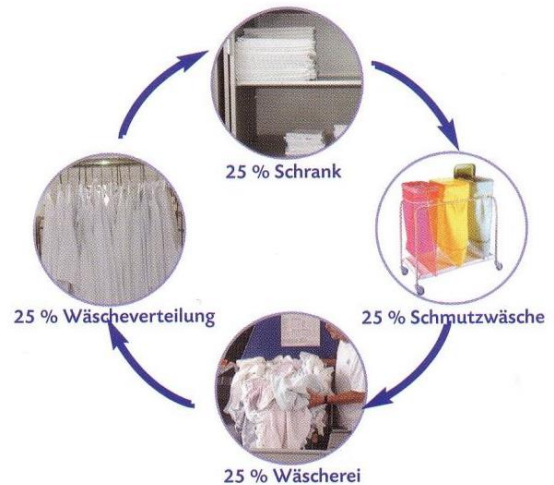 25 % Schrank
25 % Schmutzwäsche
25 % Wäscherei
25 % Wäscheverteilung